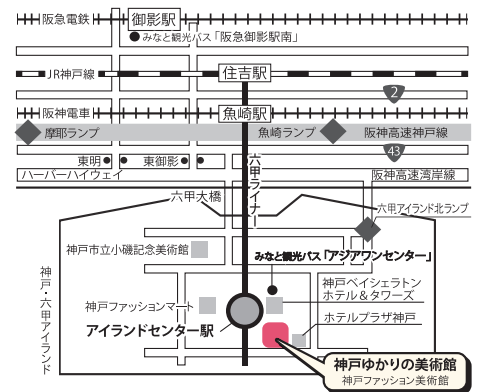 阪急電鉄
御影駅
みなと観光バス「阪急御影駅南」
JR神戸線
住吉駅
2
阪神電車
魚崎駅
摩耶ランプ
魚崎ランプ
阪神高速神戸線
43
東明
東御影
六甲ライナー
ハーバーハイウェイ
阪神高速湾岸線
六甲大橋
六甲アイランド北ランプ
神戸市立小磯記念美術館
みなと観光バス「アジアワンセンター」
神戸・六甲アイランド
神戸ベイシェラトン
ホテル&タワーズ
神戸ファッションマート
アイランドセンター駅
ホテルプラザ神戸
神戸ゆかりの美術館
神戸ファッション美術館